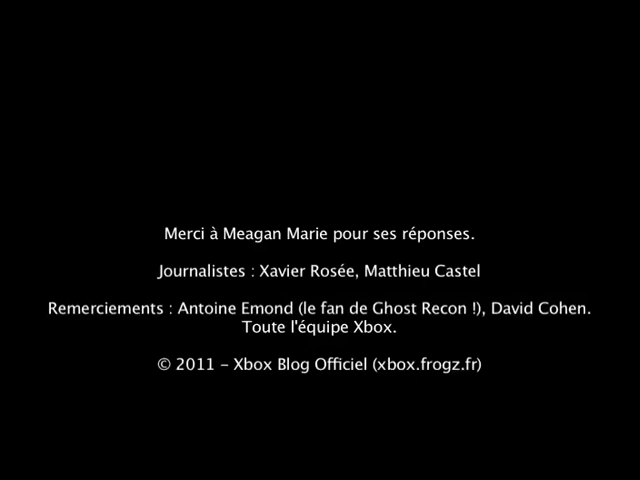 Merci à Meagan Marie pour ses réponses.
Journalistes : Xavier Rosée, Matthieu Castel
Remerciements : Antoine Emond (le fan de Ghost Recon !), David Cohen.
Toute l'équipe Xbox.
© 2011 - Xbox Blog Officiel (xbox.frogz.fr)